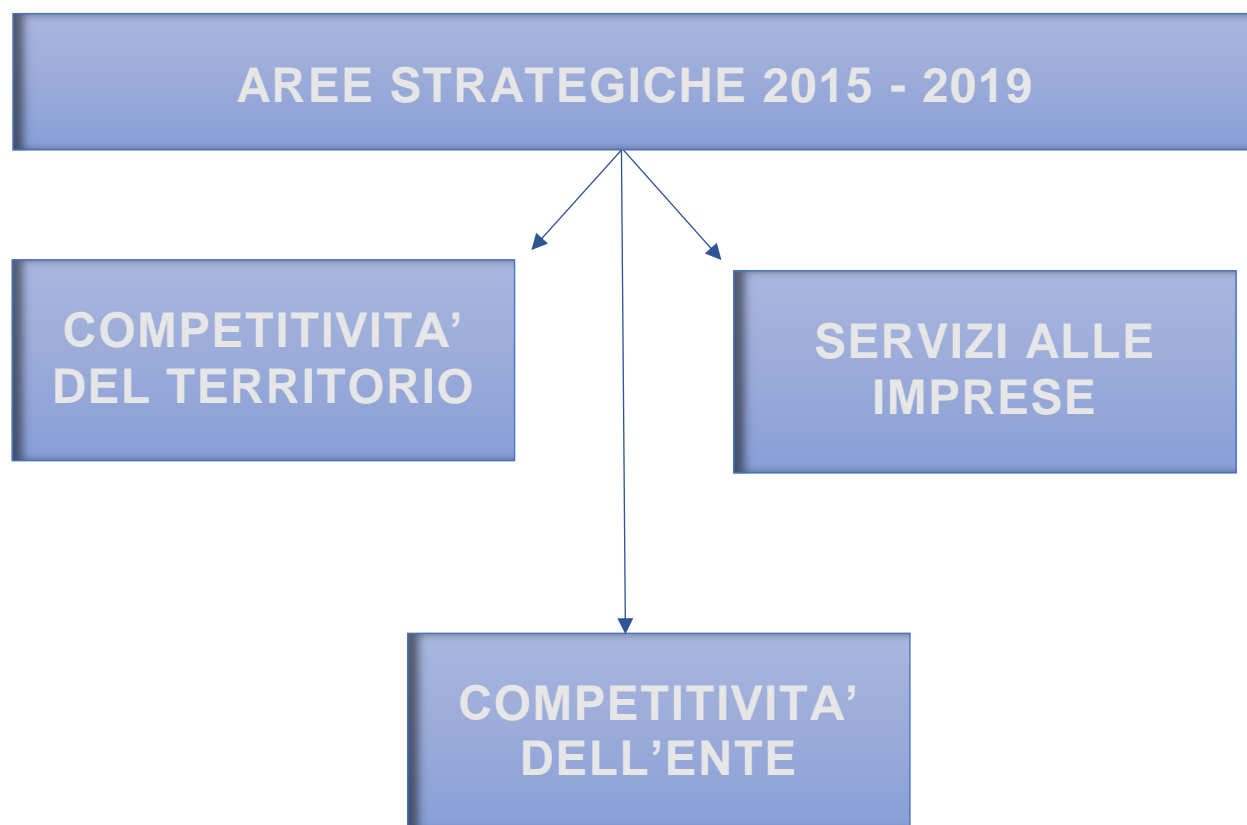 AREE STRATEGICHE 2015 - 2019
COMPETITIVITA’
DEL TERRITORIO
SERVIZI ALLE
IMPRESE
COMPETITIVITA’
DELL’ENTE